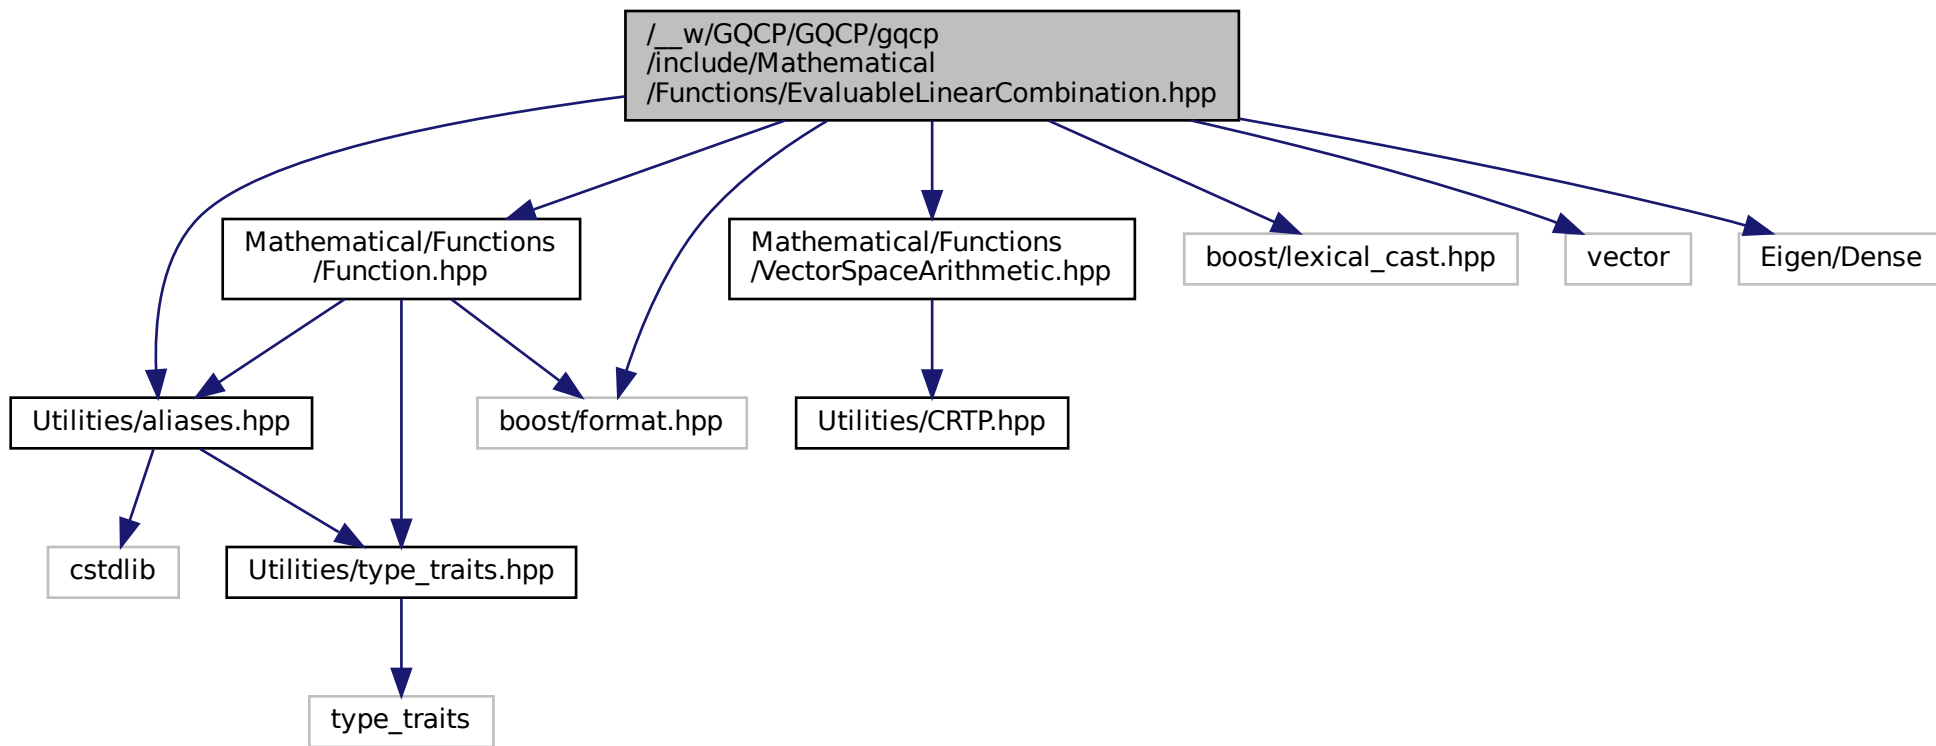 /__w/GQCP/GQCP/gqcp
/include/Mathematical
/Functions/EvaluableLinearCombination.hpp
Mathematical/Functions
/Function.hpp
Mathematical/Functions
/VectorSpaceArithmetic.hpp
boost/lexical_cast.hpp
vector
Eigen/Dense
Utilities/aliases.hpp
boost/format.hpp
Utilities/CRTP.hpp
cstdlib
Utilities/type_traits.hpp
type_traits